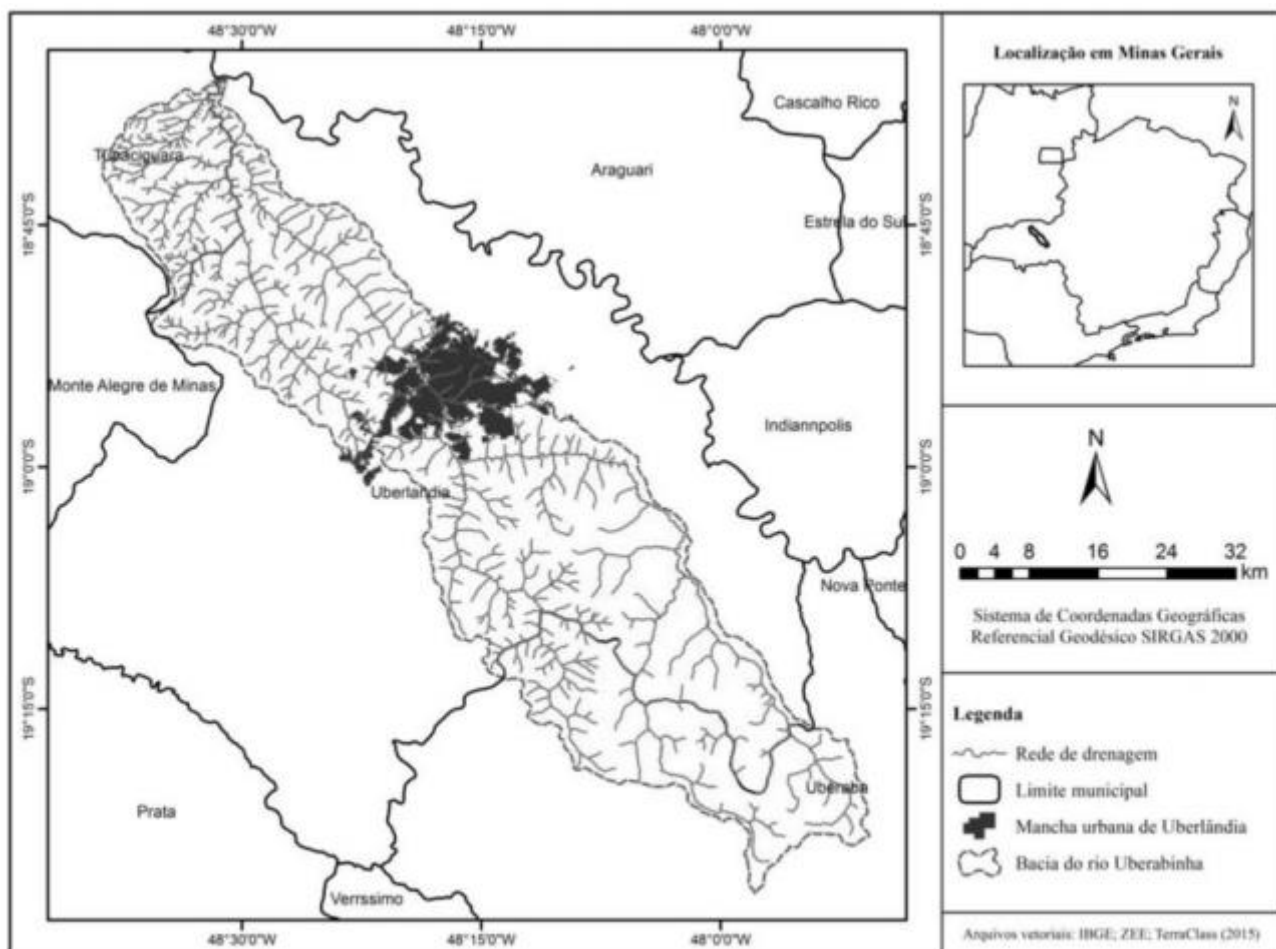 48°30'0"W
48°15'0"W
48°0'0"W
Cascalho Rico
Tupaciguara
Araguari
18°45'0"S
Estrela do Sul
18°45'0"S
Monte Alegre de Minas
Indiannpolis
19°0'0"S
Uberlandia
19°0'0"S
Nova Ponte
19°15'0"S
19°15'0"S
Uberaba
Prata
Verrssimo
48°30'0"W
48°15'0"W
48°0'0"W
Localização em Minas Gerais
N
N
0 4 8 16 24 32
km
Sistema de Coordenadas Geográficas
Referencial Geodésico SIRGAS 2000
Legenda
Rede de drenagem
Limite municipal
Mancha urbana de Uberlândia
Bacia do rio Uberabinha
Arquivos vetoriais: IBGE; ZEE; TerraClass (2015)